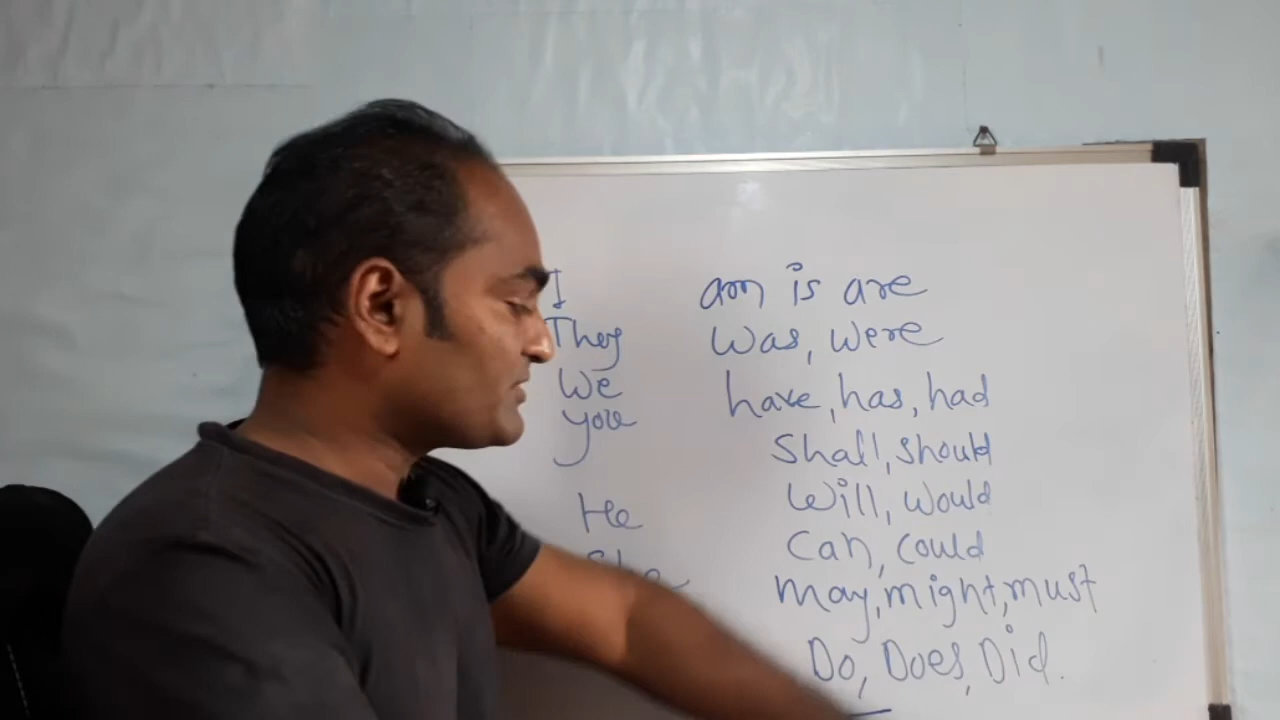 I am is are
They Was, Were
We have, has, had
you Shall, should
He Will, Would
She Can, Could
May, might, must
Do, Does, Did.